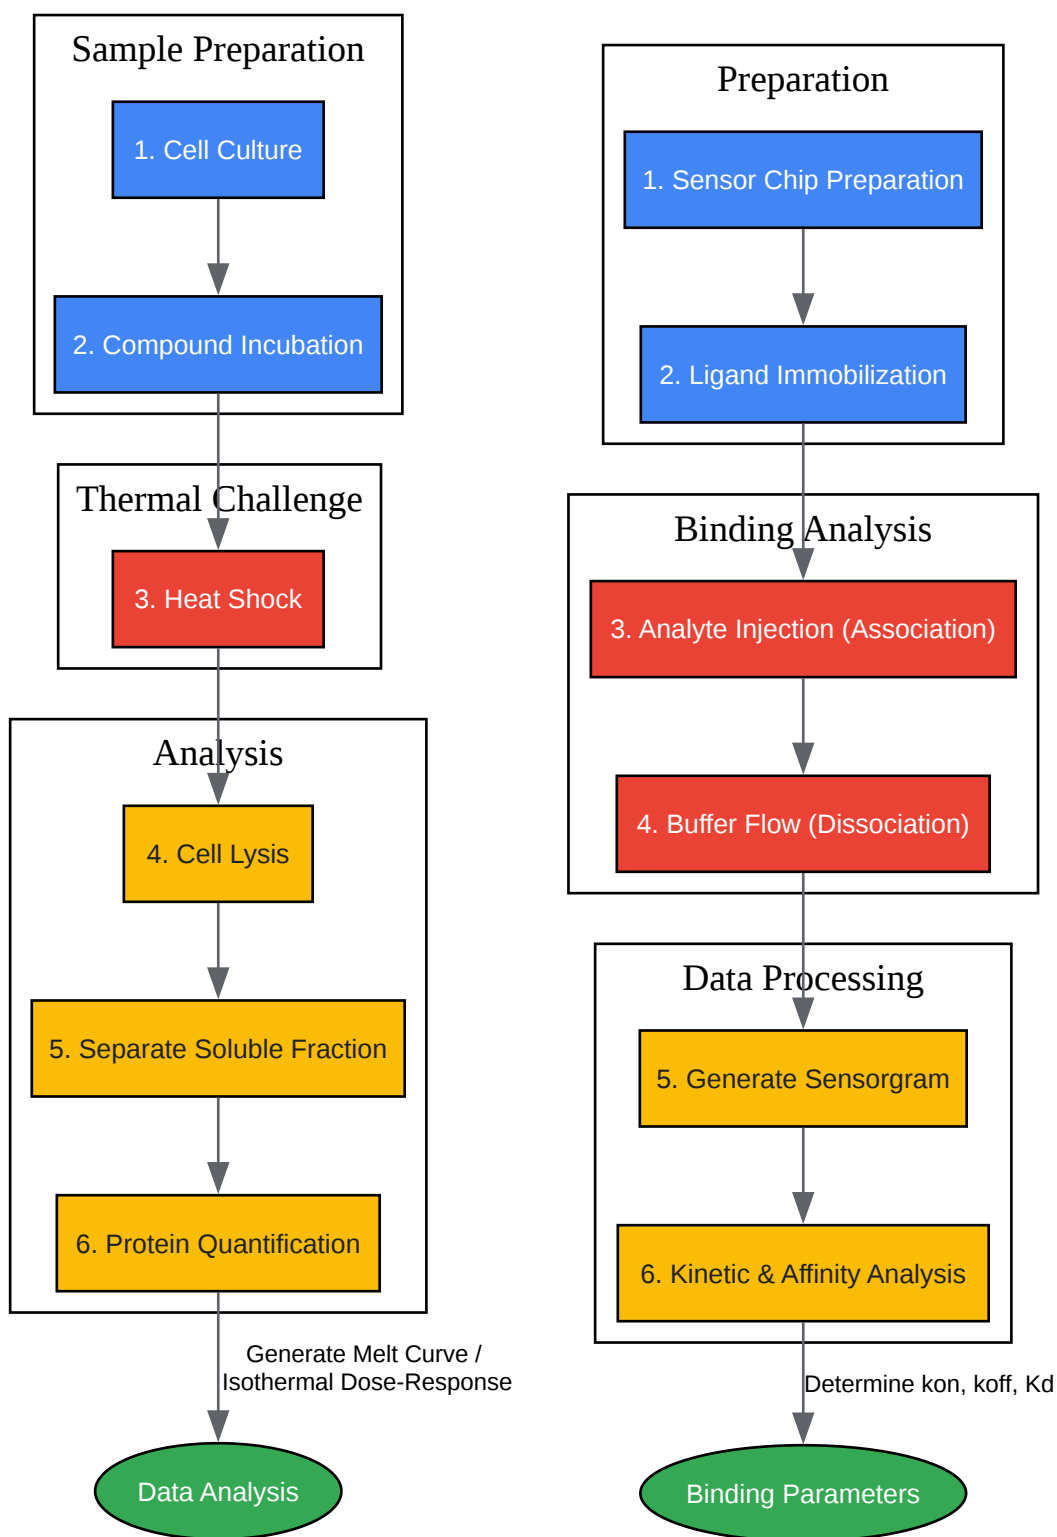 Sample Preparation
1. Cell Culture
2. Compound Incubation
Thermal Challenge
3. Heat Shock
Analysis
4. Cell Lysis
5. Separate Soluble Fraction
6. Protein Quantification
Generate Melt Curve /
Isothermal Dose-Response
Data Analysis
Preparation
1. Sensor Chip Preparation
2. Ligand Immobilization
Binding Analysis
3. Analyte Injection (Association)
4. Buffer Flow (Dissociation)
Data Processing
5. Generate Sensorgram
6. Kinetic & Affinity Analysis
Determine kon, koff, Kd
Binding Parameters